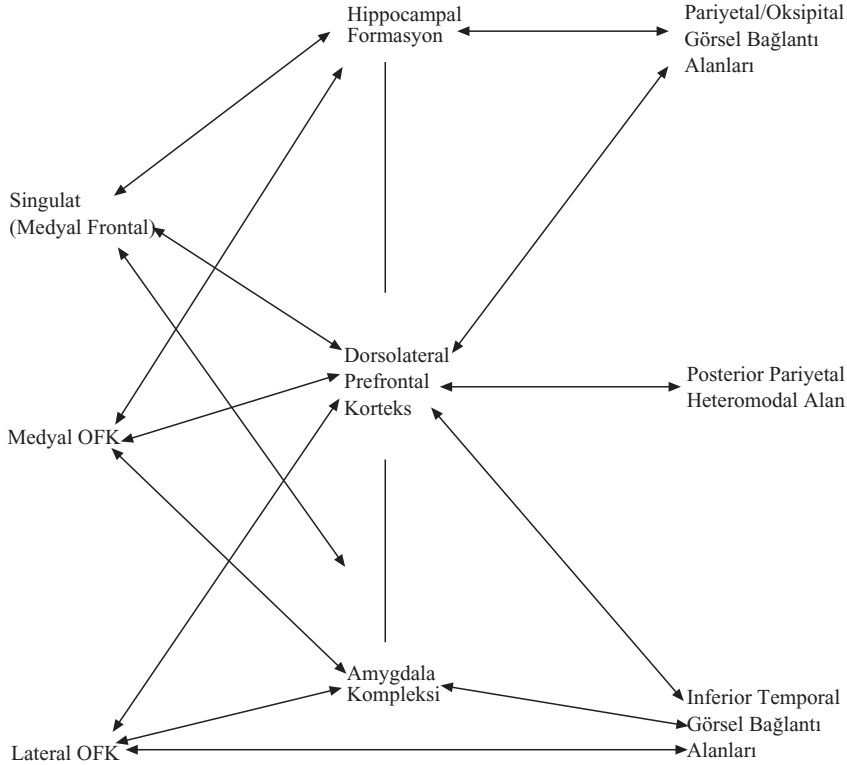 Hippocampal
Formasyon
Pariyetal/Oksipital
Görsel Bağlantı
Alanları
Singulat
(Medyal Frontal)
Dorsolateral
Prefrontal
Korteks
Posterior Pariyetal
Heteromodal Alan
Medyal OFK
Amygdala
Kompleksi
Inferior Temporal
Görsel Bağlantı
Alanları
Lateral OFK